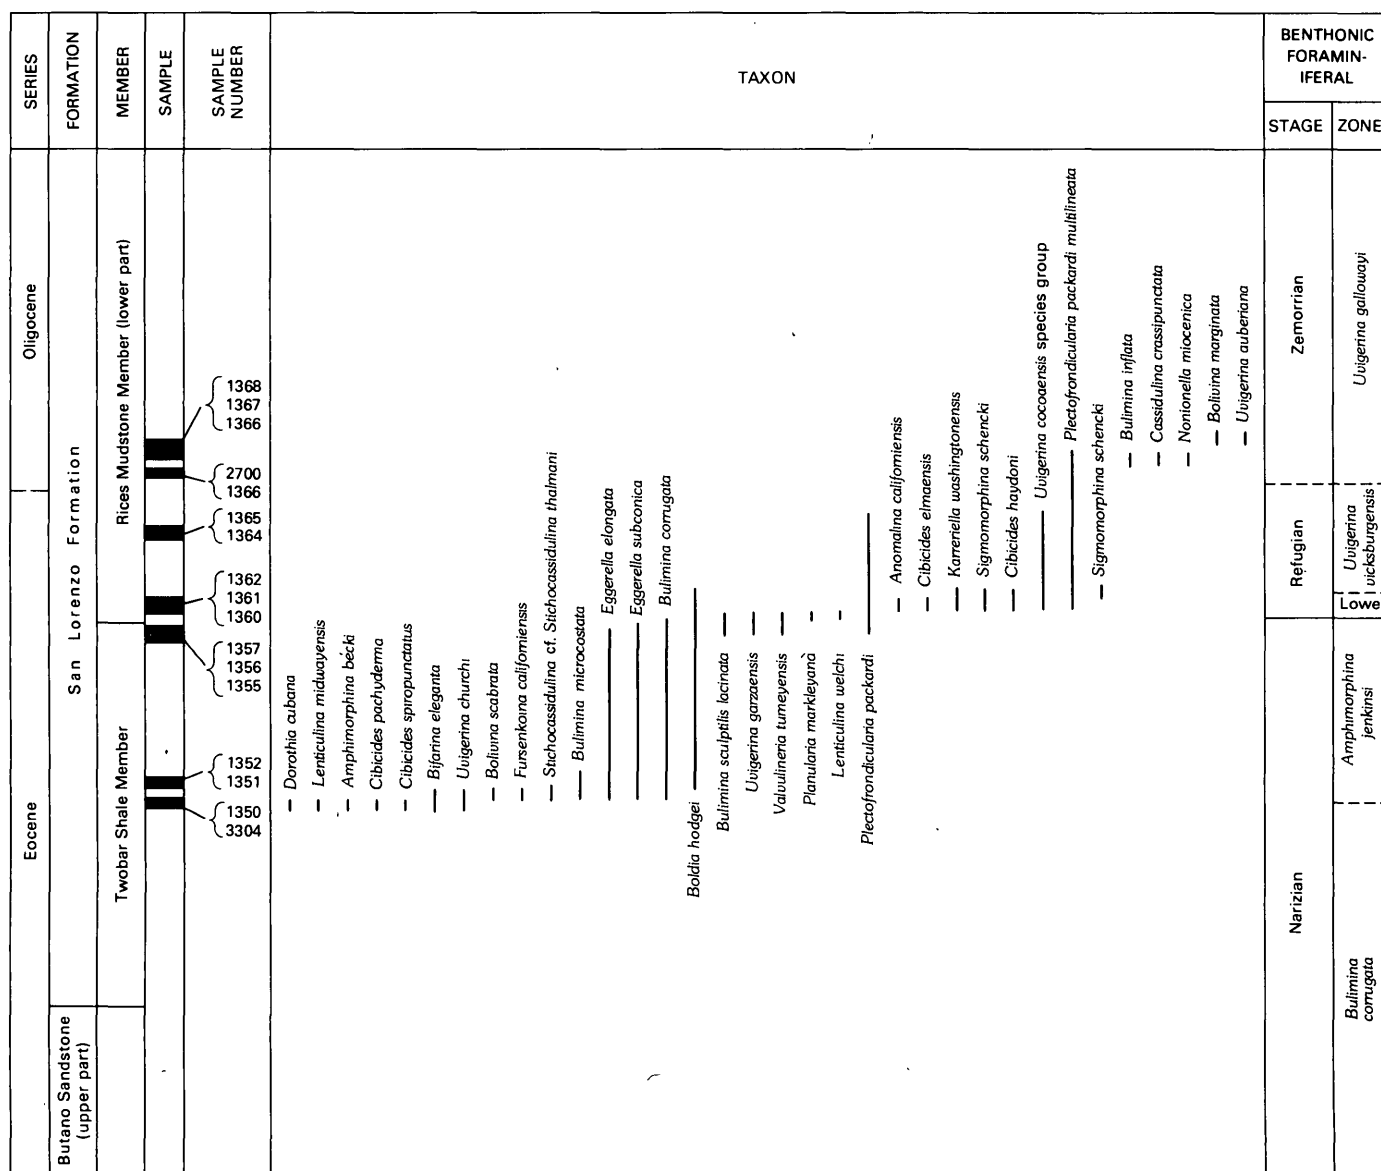 SERIES
FORMATION
MEMBER
SAMPLE
SAMPLE
NUMBER
TAXON
BENTHONIC
FORAMIN-
IFERAL
STAGE
ZONE
Oligocene
Eocene
San Lorenzo Formation
Butano Sandstone
(upper part)
Rices Mudstone Member (lower part)
Twobar Shale Member
1368
1367
1366
2700
1366
1365
1364
1362
1361
1360
1357
1356
1355
1352
1351
1350
3304
Dorothia cubana
Lenticulina midwayensis
Amphimorphina becki
Cibicides pachyderma
Cibicides spiropunctatus
Bifarina eleganta
Uvigerina churchi
Bolivina scabrata
Fursenkoina californiensis
Stichocassidulina cf. Stichocassidulina thalmani
Bulimina microcostata
Eggerella elongata
Eggerella subconica
Bulimina corrugata
Boldia hodgei
Bulimina sculptilis lacinata
Uvigerina garzaensis
Valvulineria tumeyensis
Planularia markleyana
Lenticulina welchi
Plectofrondicularia packardi
Anomalina californiensis
Cibicides elmaensis
Karreriella washingtonensis
Sigmomorphina schencki
Cibicides haydoni
Uvigerina cocoaensis species group
Plectofrondicularia packardi multilineata
Sigmomorphina schencki
Bulimina inflata
Cassidulina crassipunctata
Nonionella miocenica
Bolivina marginata
Uvigerina auberiana
Zemorrian
Refugian
Narizian
Uvigerina gallowayi
Uvigerina
vicksburgensis
Lower
Amphimorphina
jenkinsi
Bulimina
corrugata